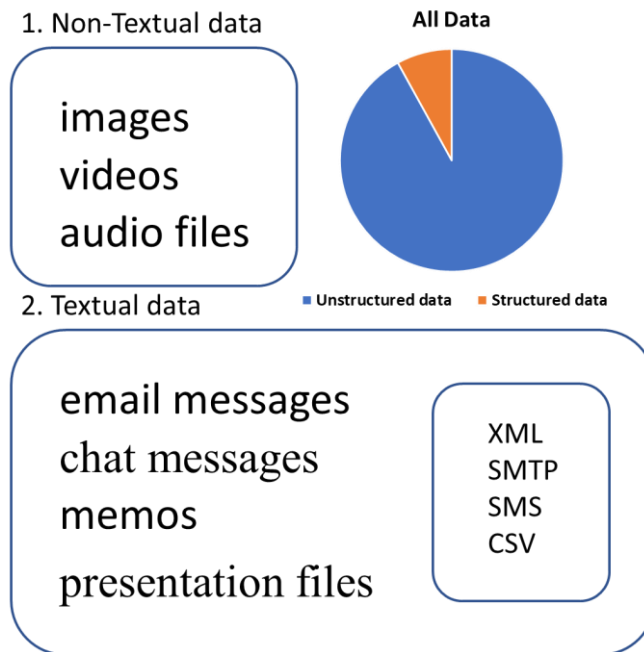 1. Non-Textual data
images
videos
audio files
All Data
Unstructured data
Structured data
2. Textual data
email messages
chat messages
memos
presentation files
XML
SMTP
SMS
CSV